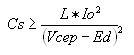 Cs ≥ L * Io² / (Vcep − Ed)²